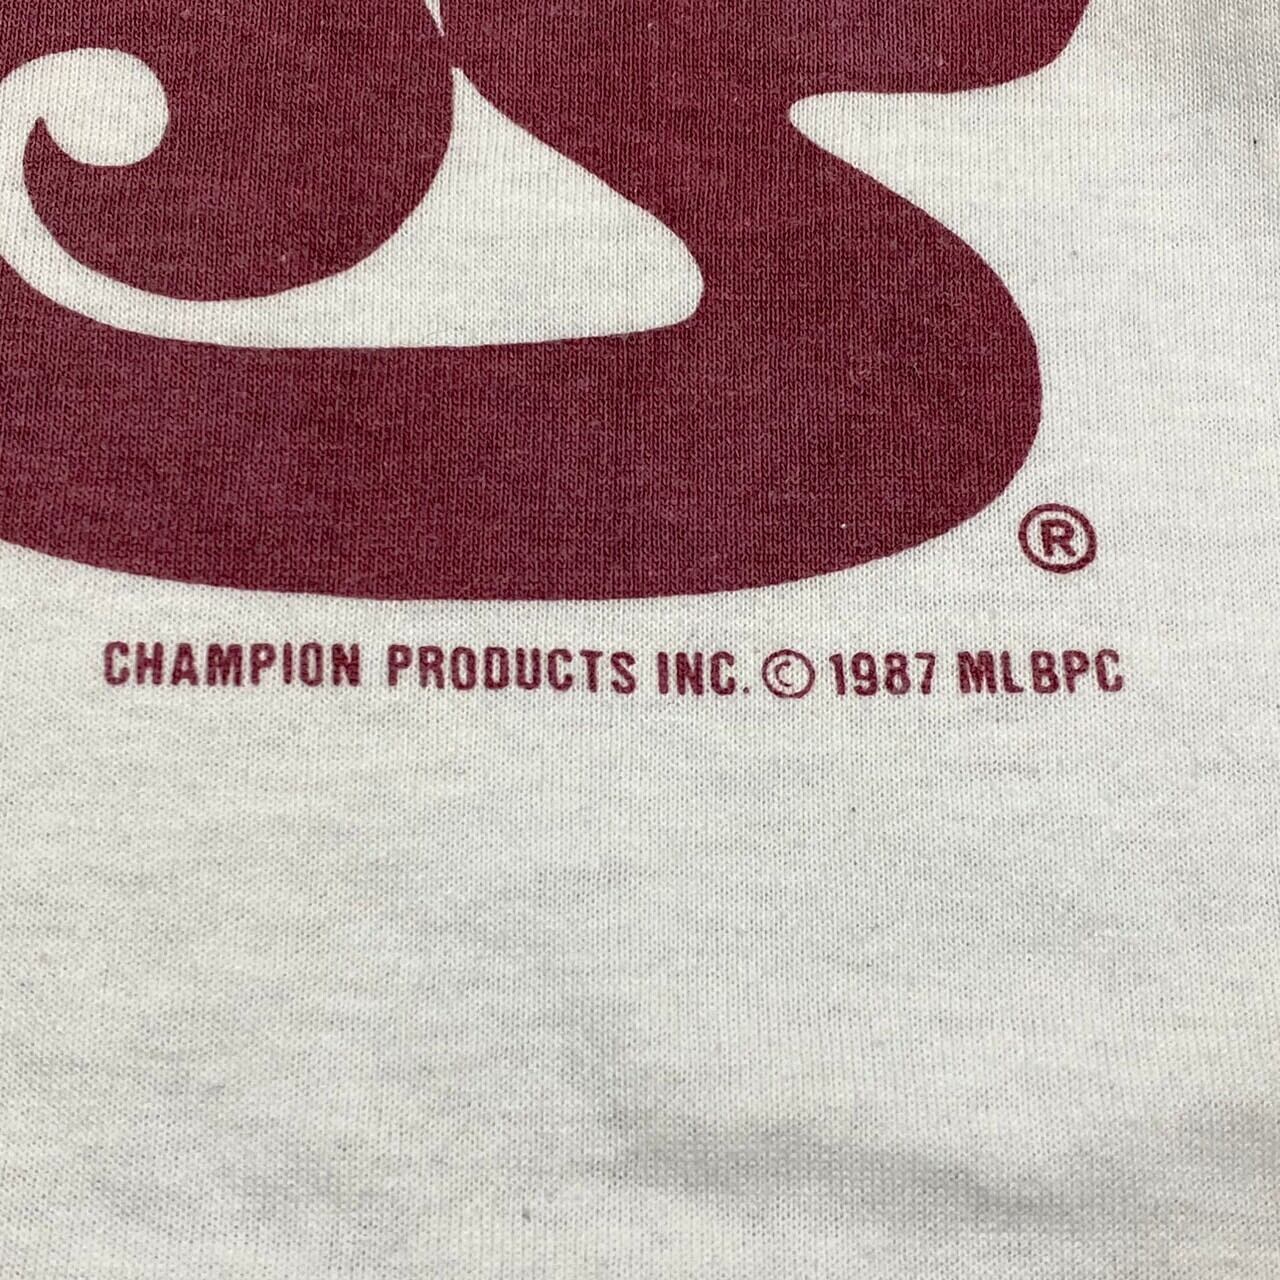 ®
CHAMPION PRODUCTS INC. © 1987 MLBPC